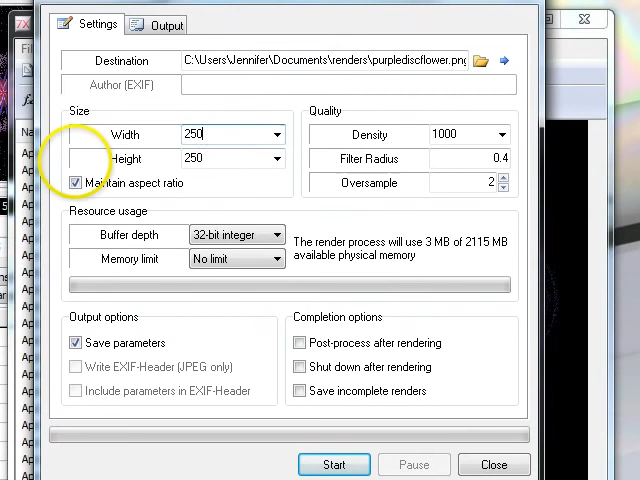 7X
Settings
Output
Destination
C:\Users\Jennifer\Documents\renders\purplediscflower.png
Author (EXIF)
Size
Quality
Width
250
Density
1000
Height
250
Filter Radius
0.4
Maintain aspect ratio
Oversample
2
Resource usage
Buffer depth
32-bit integer
The render process will use 3 MB of 2115 MB
available physical memory
Memory limit
No limit
Output options
Completion options
Save parameters
Post-process after rendering
Write EXIF-Header (JPEG only)
Shut down after rendering
Include parameters in EXIF-Header
Save incomplete renders
Start
Pause
Close